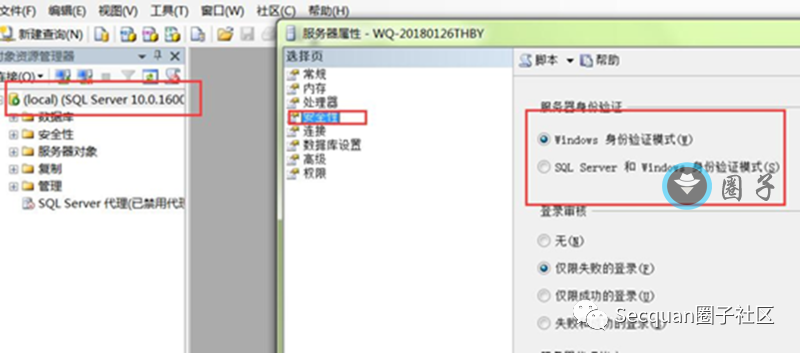 文件(F) 编辑(E) 视图(V) 工具(T) 窗口(W) 社区(C) 帮助(H)
新建查询(N)
对象资源管理器
连接(O)
(local) (SQL Server 10.0.1600
数据库
安全性
服务器对象
复制
管理
SQL Server 代理(已禁用代理
服务器属性 - WQ-20180126THBY
选择页
常规
内存
处理器
安全性
连接
数据库设置
高级
权限
脚本 帮助
服务器身份验证
Windows 身份验证模式(W)
SQL Server 和 Windows 身份验证模式(S)
圈子
登录审核
无(N)
仅限失败的登录(F)
仅限成功的登录(U)
失败和成功的登录
Secquan圈子社区